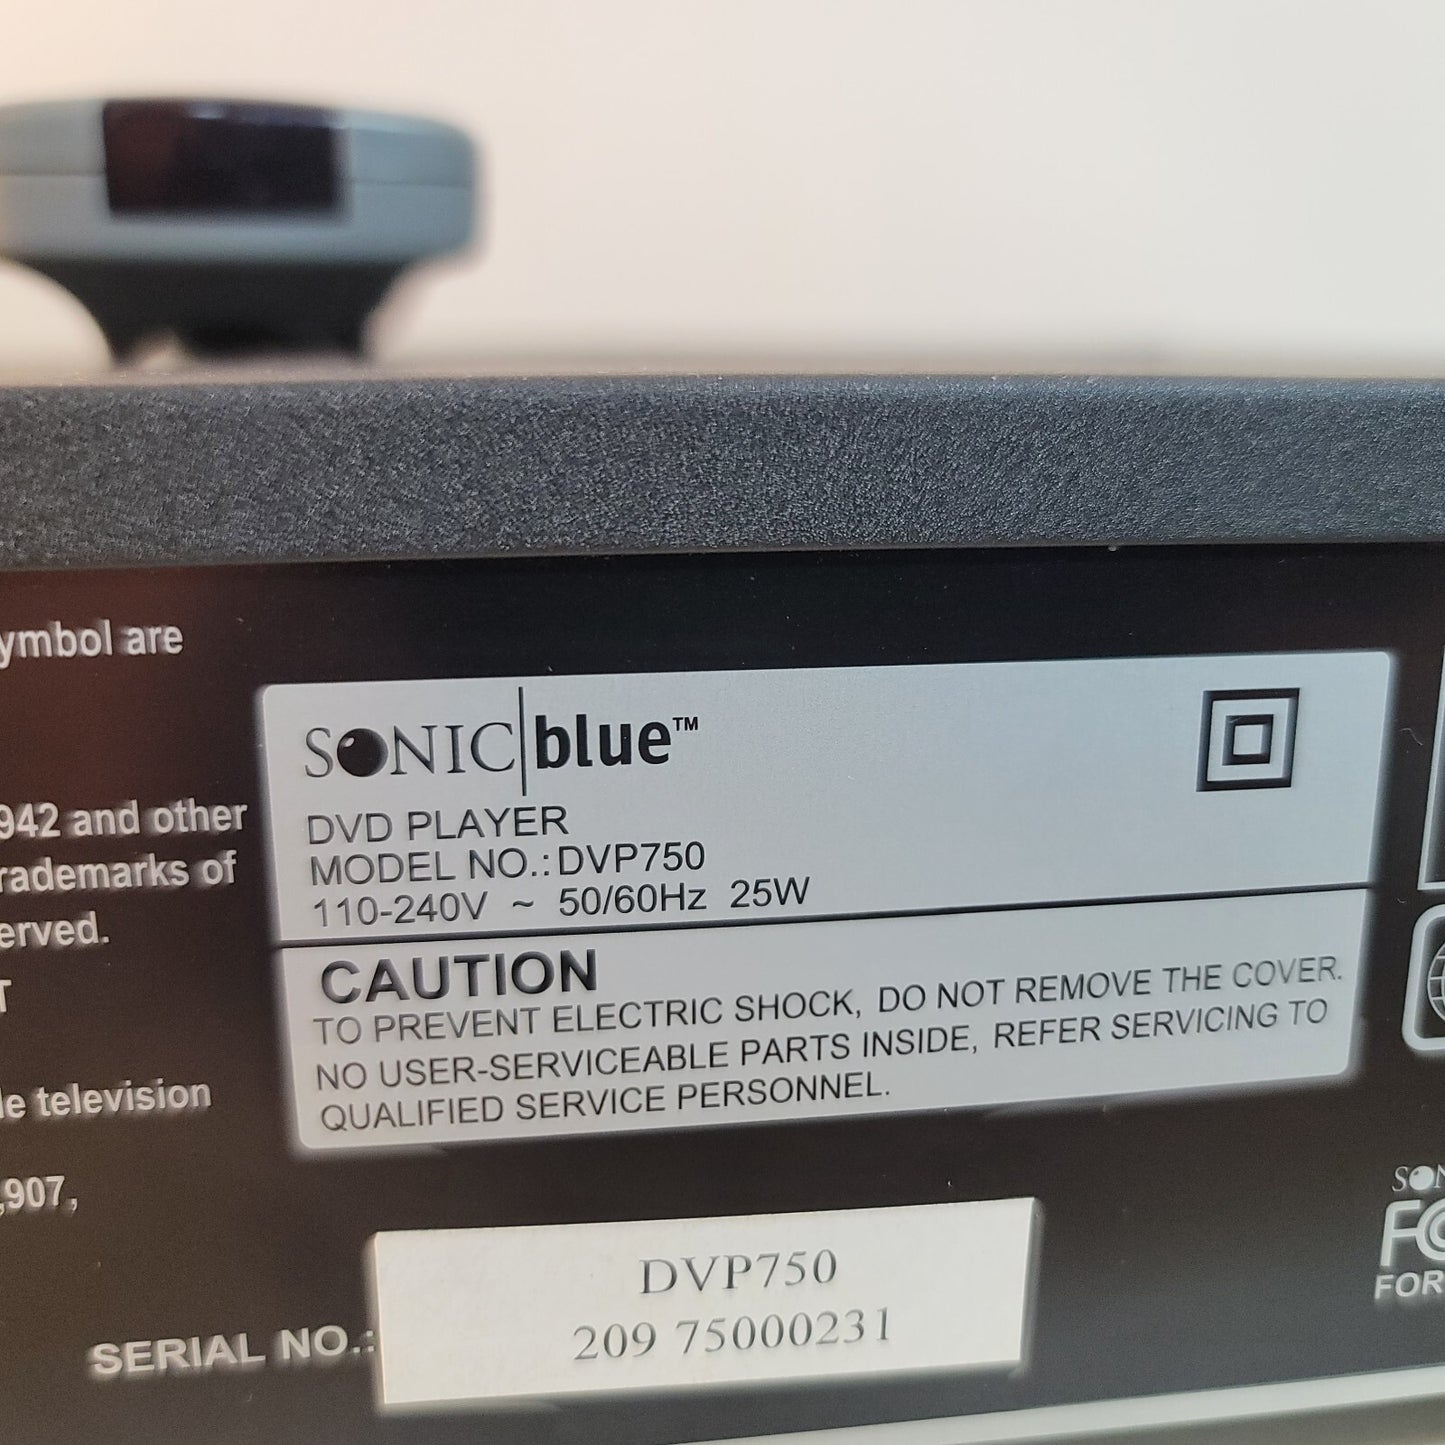 ymbol are
942 and other
rademarks of
erved.
T
le television
,907,
SONIC|blue™
DVD PLAYER
MODEL NO.:DVP750
110-240V ~ 50/60Hz 25W
CAUTION
TO PREVENT ELECTRIC SHOCK, DO NOT REMOVE THE COVER.
NO USER-SERVICEABLE PARTS INSIDE, REFER SERVICING TO
QUALIFIED SERVICE PERSONNEL.
SERIAL NO.:
DVP750
209 75000231
SON
FC
FOR